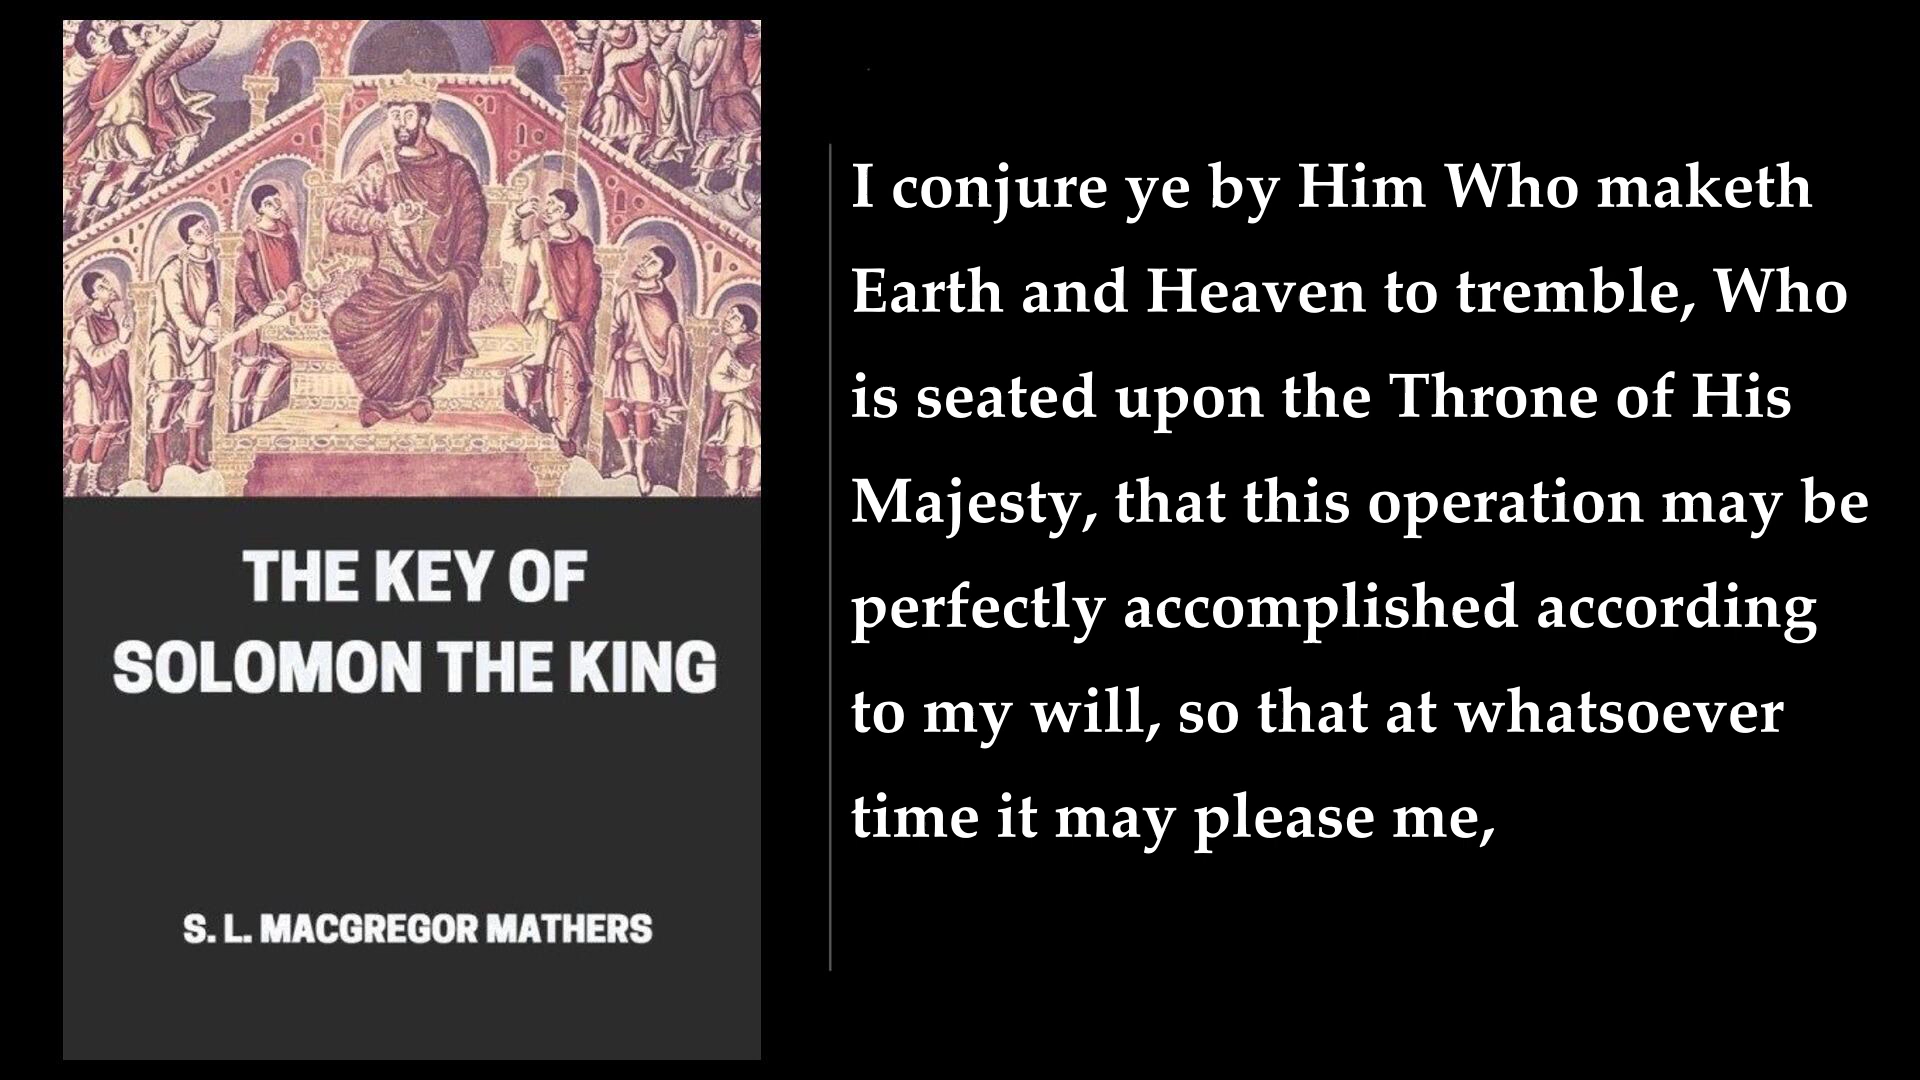 THE KEY OF
SOLOMON THE KING
S. L. MACGREGOR MATHERS
I conjure ye by Him Who maketh
Earth and Heaven to tremble, Who
is seated upon the Throne of His
Majesty, that this operation may be
perfectly accomplished according
to my will, so that at whatsoever
time it may please me,